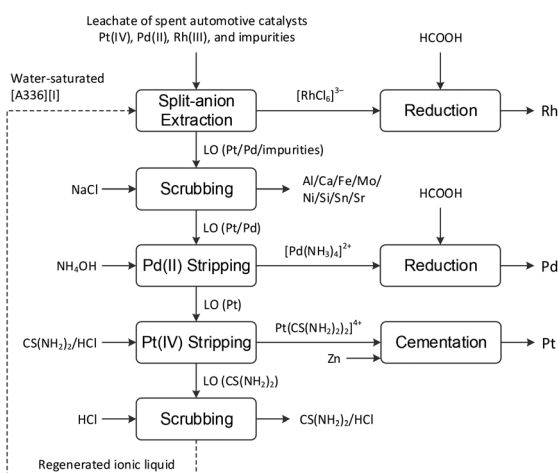 Leachate of spent automotive catalysts
Pt(IV), Pd(II), Rh(III), and impurities
HCOOH
Water-saturated
[A336][I]
Split-anion
Extraction
[RhCl₆]³⁻
Reduction
Rh
LO (Pt/Pd/impurities)
NaCl
Scrubbing
Al/Ca/Fe/Mo/
Ni/Si/Sn/Sr
HCOOH
LO (Pt/Pd)
NH₄OH
Pd(II) Stripping
[Pd(NH₃)₄]²⁺
Reduction
Pd
LO (Pt)
CS(NH₂)₂/HCl
Pt(IV) Stripping
Pt(CS(NH₂)₂)₂]⁴⁺
Zn
Cementation
Pt
LO (CS(NH₂)₂)
HCl
Scrubbing
CS(NH₂)₂/HCl
Regenerated ionic liquid